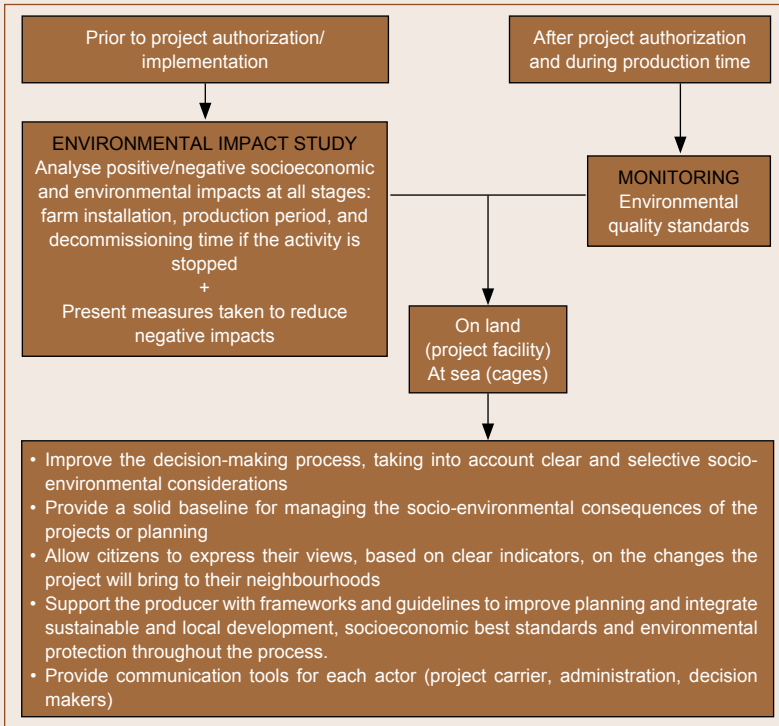 Prior to project authorization/
implementation
After project authorization
and during production time
ENVIRONMENTAL IMPACT STUDY
Analyse positive/negative socioeconomic
and environmental impacts at all stages:
farm installation, production period, and
decommissioning time if the activity is
stopped
+
Present measures taken to reduce
negative impacts
MONITORING
Environmental
quality standards
On land
(project facility)
At sea (cages)
• Improve the decision-making process, taking into account clear and selective socio-
environmental considerations
• Provide a solid baseline for managing the socio-environmental consequences of the
projects or planning
• Allow citizens to express their views, based on clear indicators, on the changes the
project will bring to their neighbourhoods
• Support the producer with frameworks and guidelines to improve planning and integrate
sustainable and local development, socioeconomic best standards and environmental
protection throughout the process.
• Provide communication tools for each actor (project carrier, administration, decision
makers)